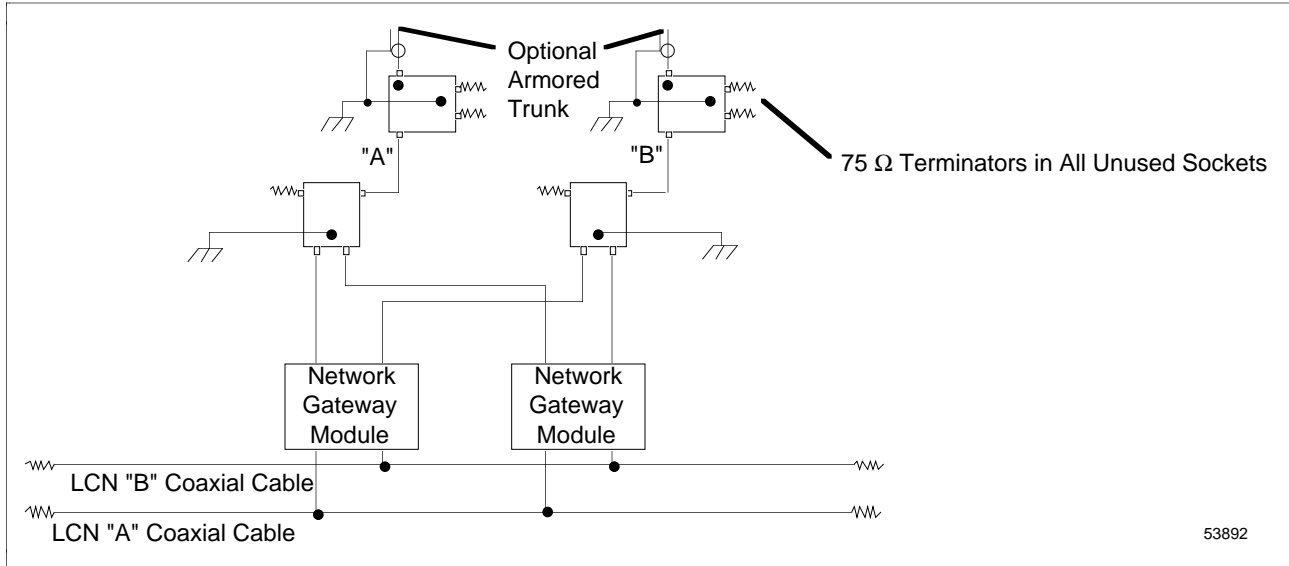 Optional
Armored
Trunk
"A"
"B"
75 Ω Terminators in All Unused Sockets
Network
Gateway
Module
Network
Gateway
Module
LCN "B" Coaxial Cable
LCN "A" Coaxial Cable
53892